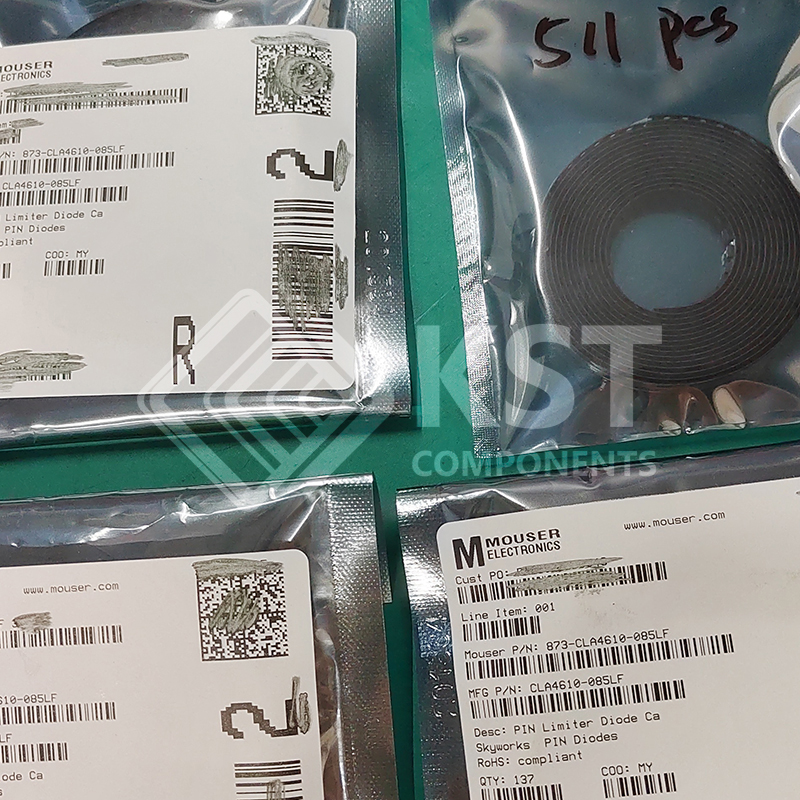 MOUSER
ELECTRONICS
P/N: 873-CLA4610-085LF
CLA4610-085LF
Limiter Diode Ca
PIN Diodes
COO: MY
2
R
511 pcs
KST
COMPONENTS
www.mouser.com
4610-085LF
2
MOUSER
ELECTRONICS
www.mouser.com
Cust PO:
Line Item: 001
Mouser P/N: 873-CLA4610-085LF
MFG P/N: CLA4610-085LF
Desc: PIN Limiter Diode Ca
Skyworks PIN Diodes
RoHS: compliant
QTY: 137
COO: MY